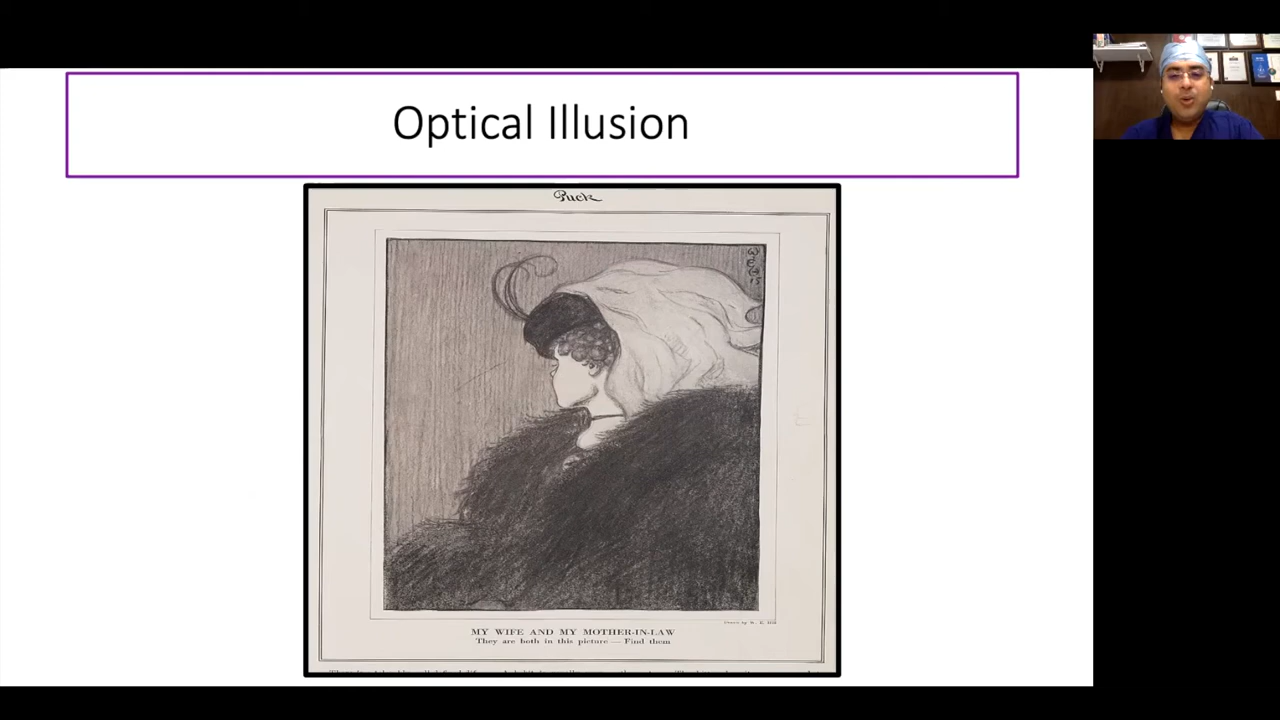 Optical Illusion
Puck
MY WIFE AND MY MOTHER-IN-LAW
They are both in this picture — Find them